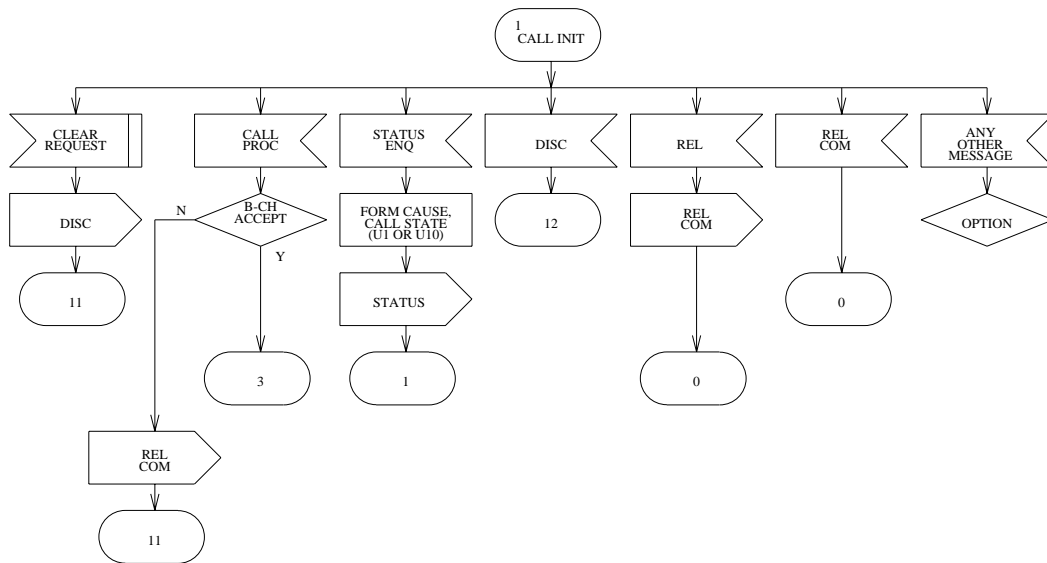 1
CALL INIT
CLEAR
REQUEST
CALL
PROC
STATUS
ENQ
DISC
REL
REL
COM
ANY
OTHER
MESSAGE
DISC
N
B-CH
ACCEPT
Y
FORM CAUSE,
CALL STATE
(U1 OR U10)
12
REL
COM
OPTION
11
STATUS
0
3
1
0
REL
COM
11